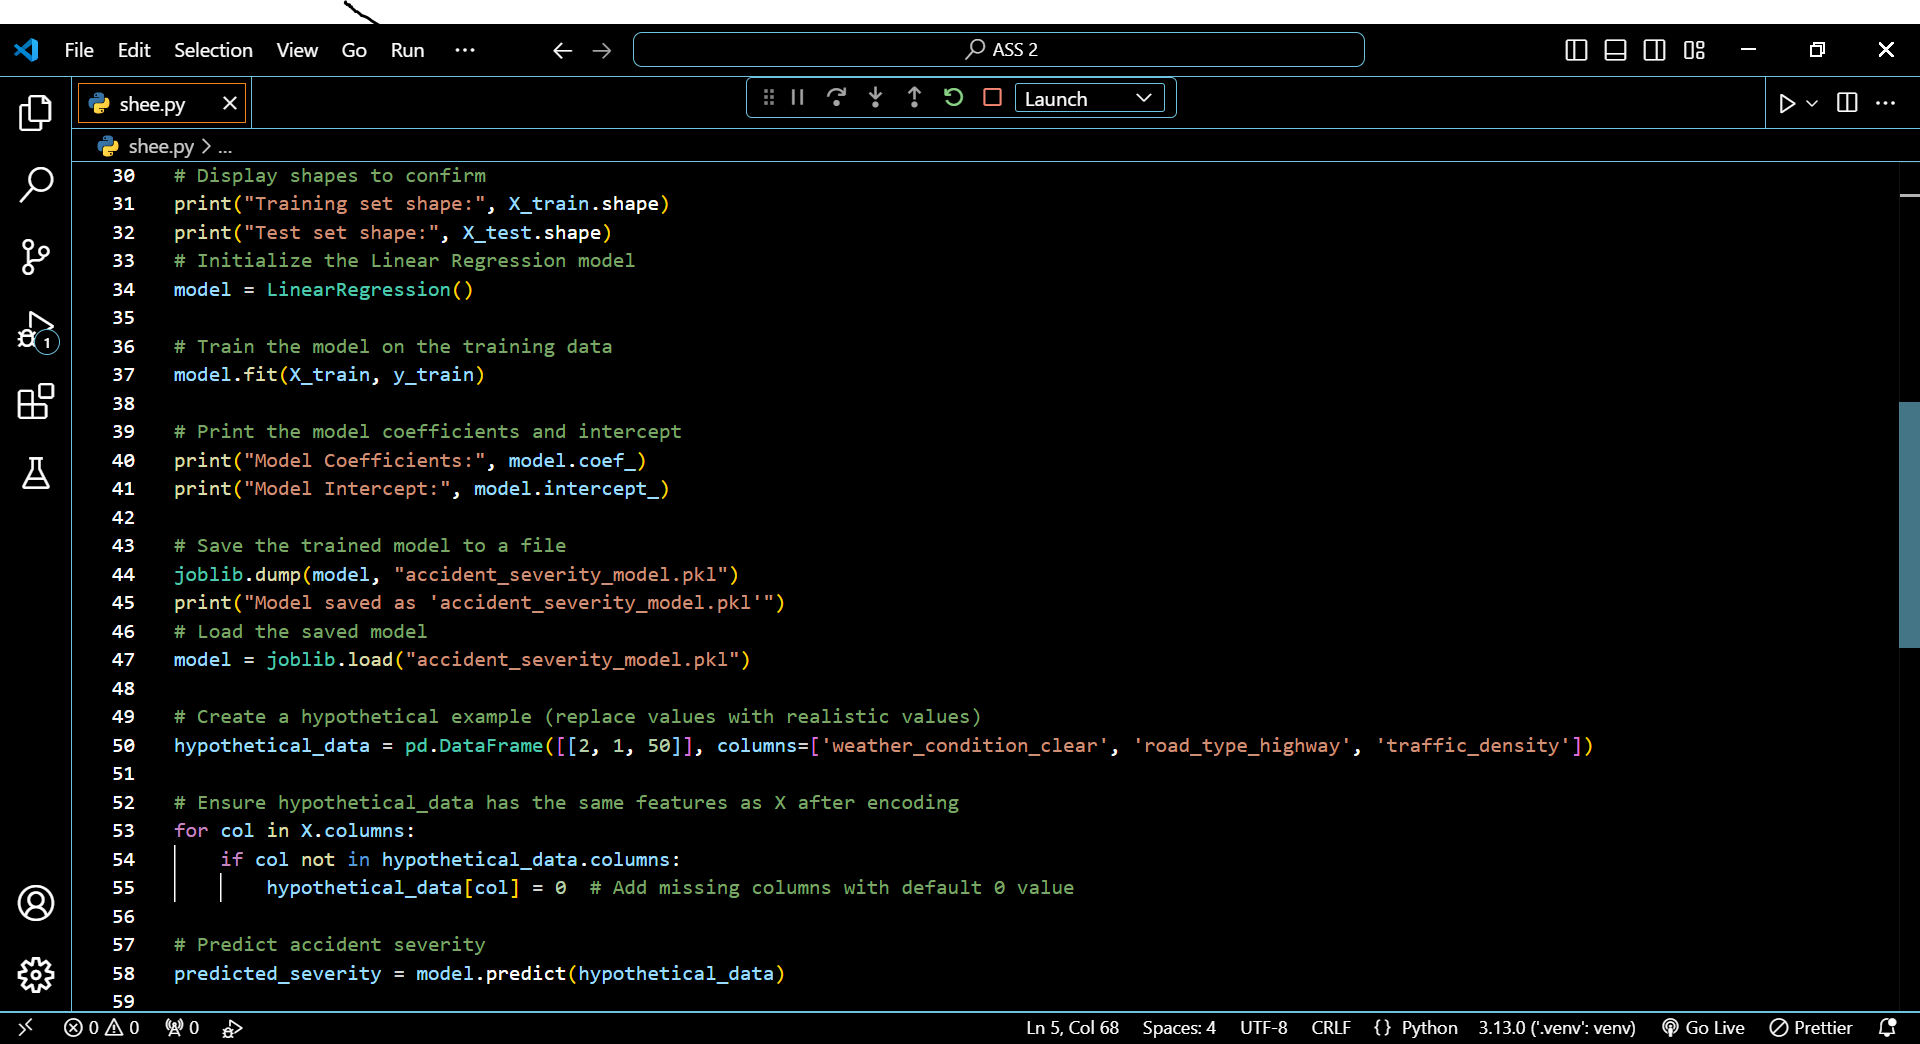 File Edit Selection View Go Run ··· ASS 2
shee.py Launch
shee.py > ...
30 # Display shapes to confirm
31 print("Training set shape:", X_train.shape)
32 print("Test set shape:", X_test.shape)
33 # Initialize the Linear Regression model
34 model = LinearRegression()
35
36 # Train the model on the training data
37 model.fit(X_train, y_train)
38
39 # Print the model coefficients and intercept
40 print("Model Coefficients:", model.coef_)
41 print("Model Intercept:", model.intercept_)
42
43 # Save the trained model to a file
44 joblib.dump(model, "accident_severity_model.pkl")
45 print("Model saved as 'accident_severity_model.pkl'")
46 # Load the saved model
47 model = joblib.load("accident_severity_model.pkl")
48
49 # Create a hypothetical example (replace values with realistic values)
50 hypothetical_data = pd.DataFrame([[2, 1, 50]], columns=['weather_condition_clear', 'road_type_highway', 'traffic_density'])
51
52 # Ensure hypothetical_data has the same features as X after encoding
53 for col in X.columns:
54 if col not in hypothetical_data.columns:
55 hypothetical_data[col] = 0 # Add missing columns with default 0 value
56
57 # Predict accident severity
58 predicted_severity = model.predict(hypothetical_data)
59
1
0 0 0 Ln 5, Col 68 Spaces: 4 UTF-8 CRLF {} Python 3.13.0 ('.venv': venv) Go Live Prettier